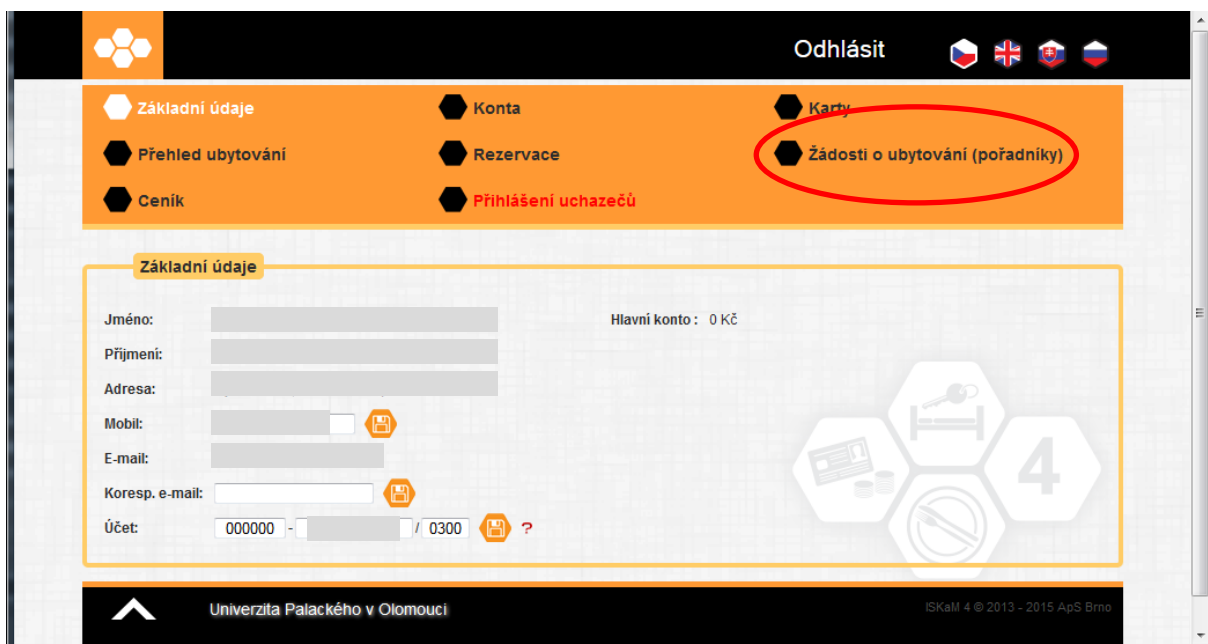 Odhlásit
Základní údaje
Konta
Karty
Přehled ubytování
Rezervace
Žádosti o ubytování (pořadníky)
Ceník
Přihlášení uchazečů
Základní údaje
Jméno:
Hlavní konto : 0 Kč
Příjmení:
Adresa:
Mobil:
E-mail:
Koresp. e-mail:
Účet: 000000 - / 0300 ?
4
Univerzita Palackého v Olomouci
ISKaM 4 © 2013 - 2015 ApS Brno